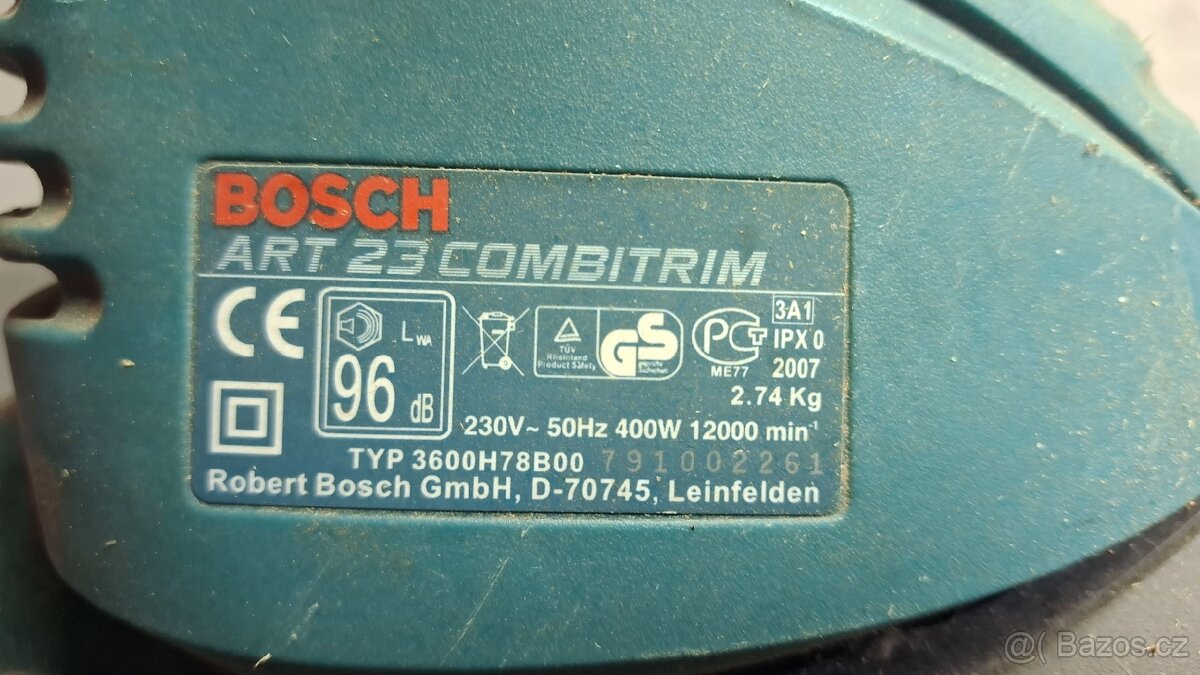 BOSCH
ART 23 COMBITRIM
CE
LWA
96 dB
TÜV
Rheinland
Product Safety
GS
geprüfte
Sicherheit
PCT
ME77
3A1
IPX 0
2007
2.74 Kg
230V~ 50Hz 400W 12000 min⁻¹
TYP 3600H78B00 791002261
Robert Bosch GmbH, D-70745, Leinfelden
@( Bazos.cz